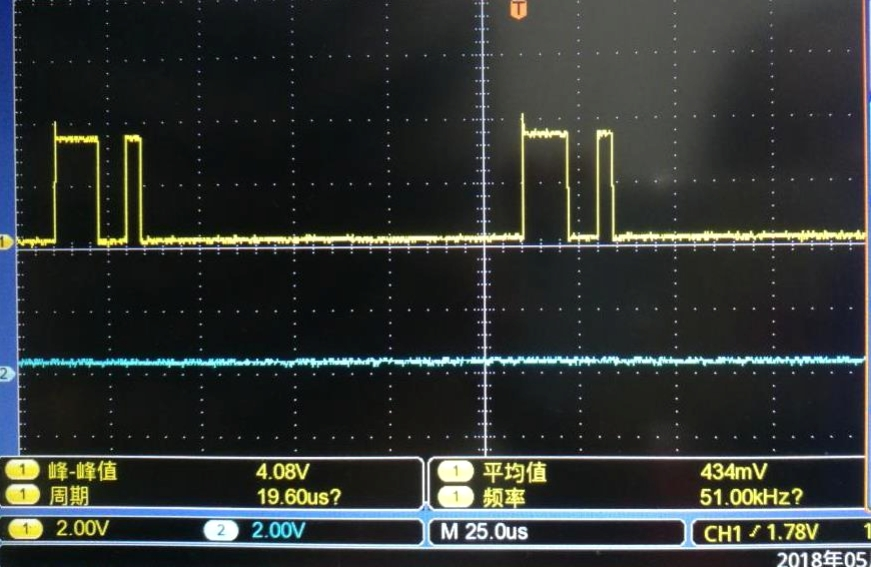 T
1
2
1 峰-峰值 4.08V 1 平均值 434mV
1 周期 19.60us? 1 频率 51.00kHz?
1 2.00V 2 2.00V M 25.0us CH1 1.78V 1
2018年05